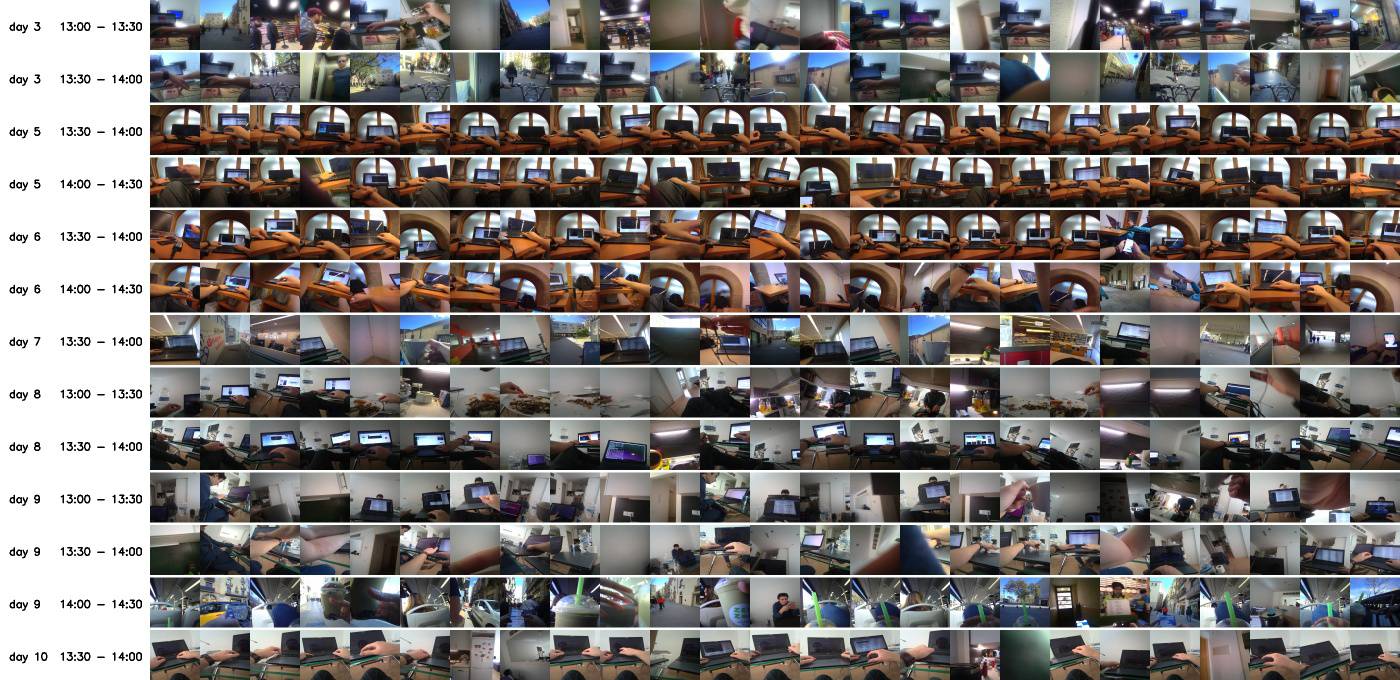 day 3 13:00 – 13:30
day 3 13:30 – 14:00
day 5 13:30 – 14:00
day 5 14:00 – 14:30
day 6 13:30 – 14:00
day 6 14:00 – 14:30
day 7 13:30 – 14:00
day 8 13:00 – 13:30
day 8 13:30 – 14:00
day 9 13:00 – 13:30
day 9 13:30 – 14:00
day 9 14:00 – 14:30
day 10 13:30 – 14:00